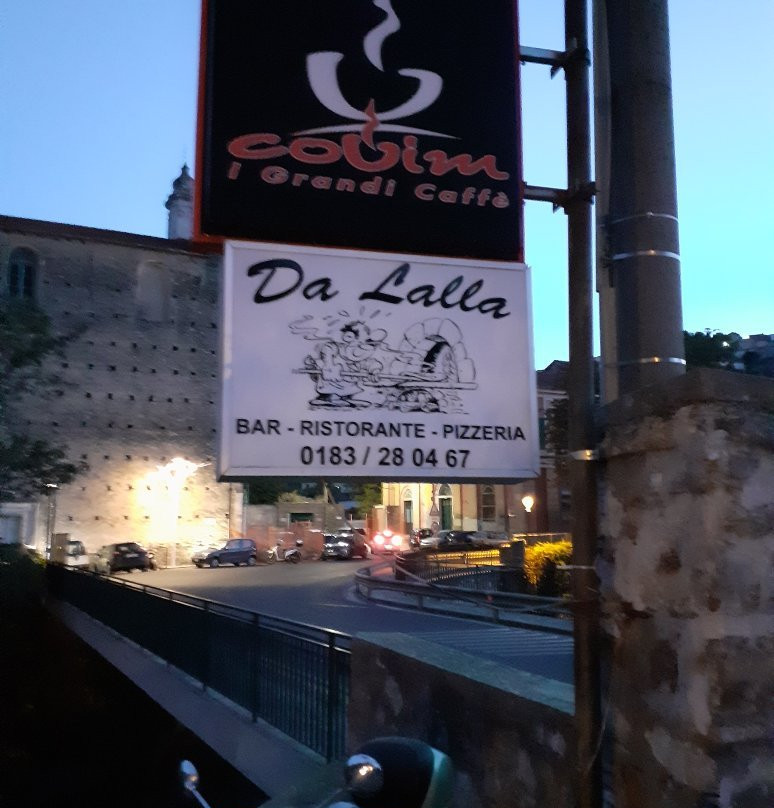 covim
I Grandi Caffè
Da Lalla
BAR - RISTORANTE - PIZZERIA
0183 / 28 04 67